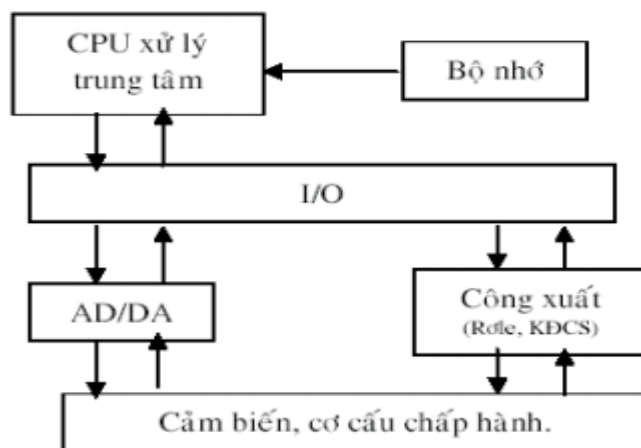 CPU xử lý
trung tâm
Bộ nhớ
I/O
AD/DA
Công xuất
(Rơle, KĐCS)
Cảm biến, cơ cấu chấp hành.